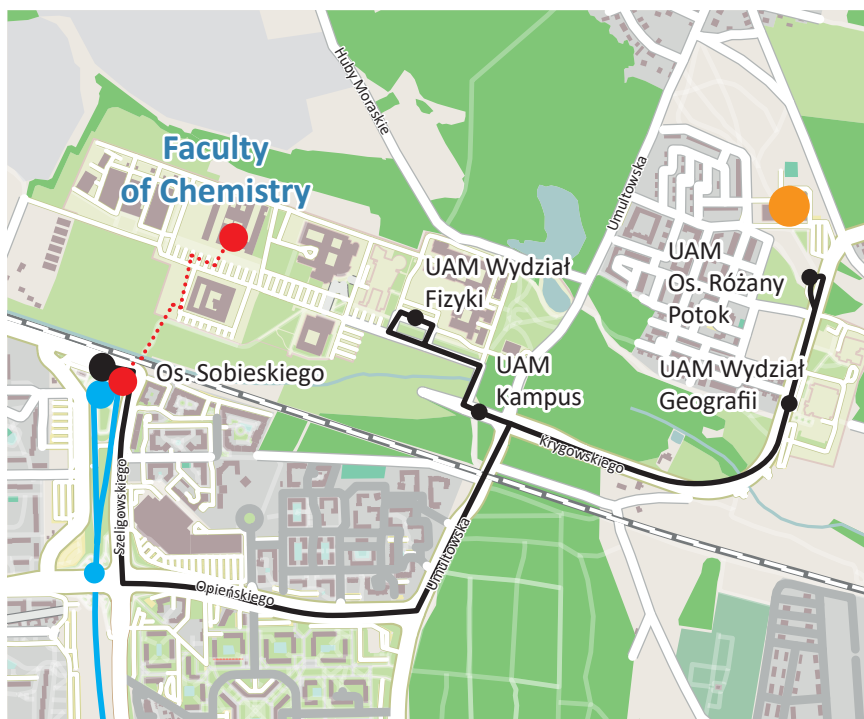 Huby Moraskie
Faculty
of Chemistry
Umultowska
UAM Wydział
Fizyki
UAM
Os. Różany
Potok
Os. Sobieskiego
UAM
Kampus
UAM Wydział
Geografii
Krygowskiego
Szeligowskiego
Umultowska
Opieńskiego